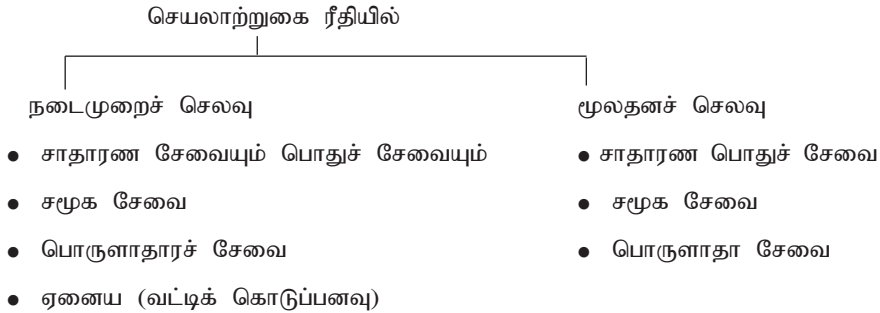 செயலாற்றுகை ரீதியில்
நடைமுறைச் செலவு
● சாதாரண சேவையும் பொதுச் சேவையும்
● சமூக சேவை
● பொருளாதாரச் சேவை
● ஏனைய (வட்டிக் கொடுப்பனவு)
மூலதனச் செலவு
● சாதாரண பொதுச் சேவை
● சமூக சேவை
● பொருளாதா சேவை